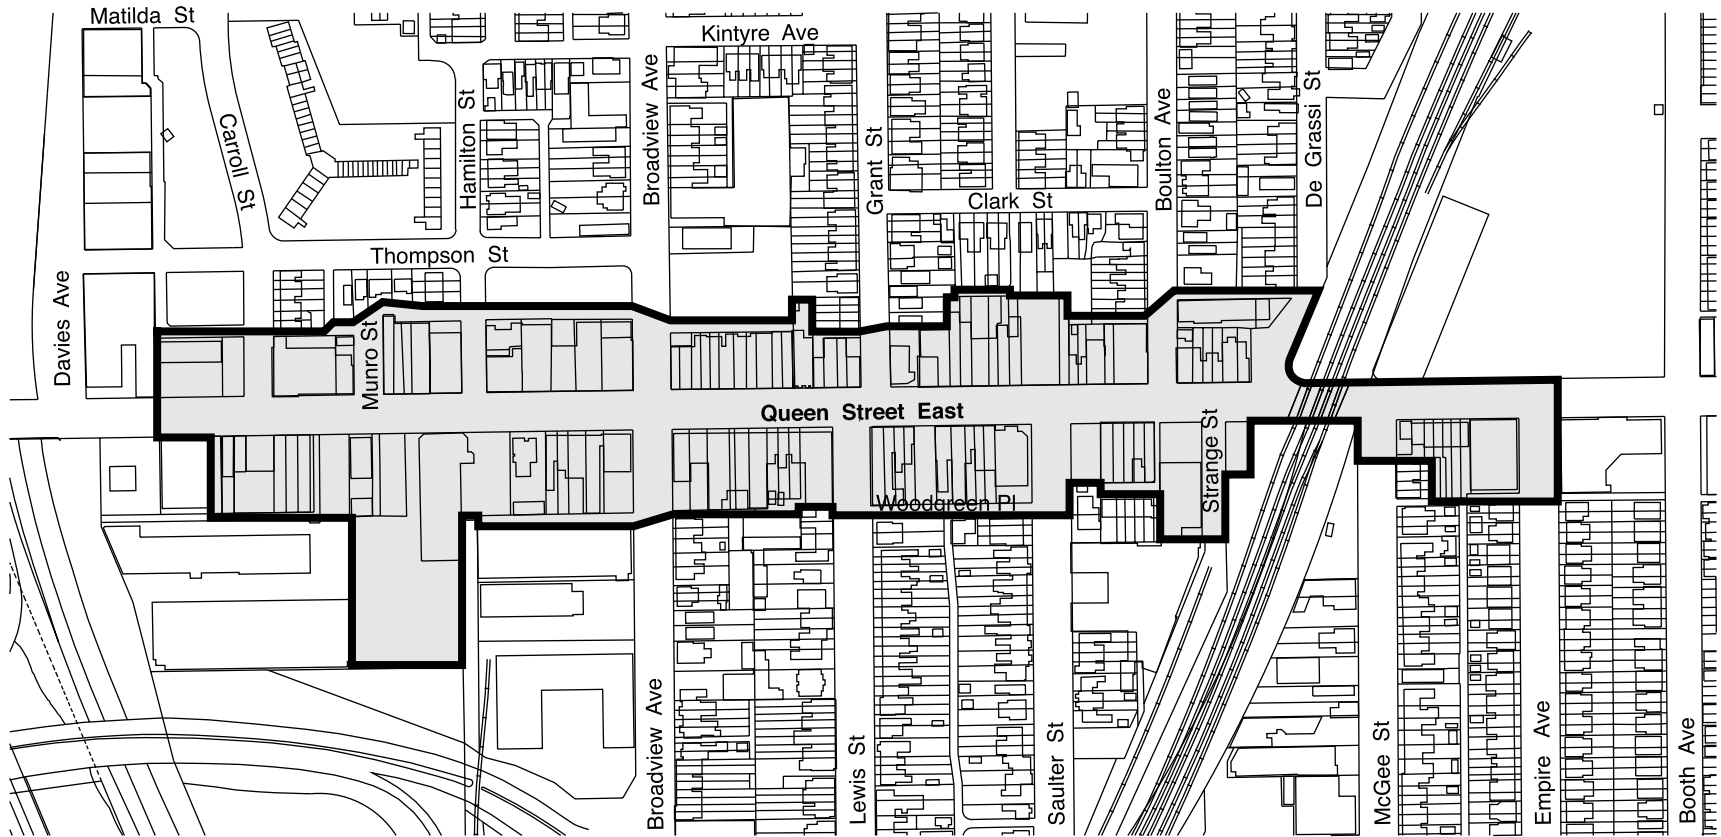 Matilda St
Kintyre Ave
Carroll St
Hamilton St
Broadview Ave
Grant St
Boulton Ave
De Grassi St
Clark St
Thompson St
Davies Ave
Munro St
Queen Street East
Strange St
Woodgreen Pl
Broadview Ave
Lewis St
Saulter St
McGee St
Empire Ave
Booth Ave